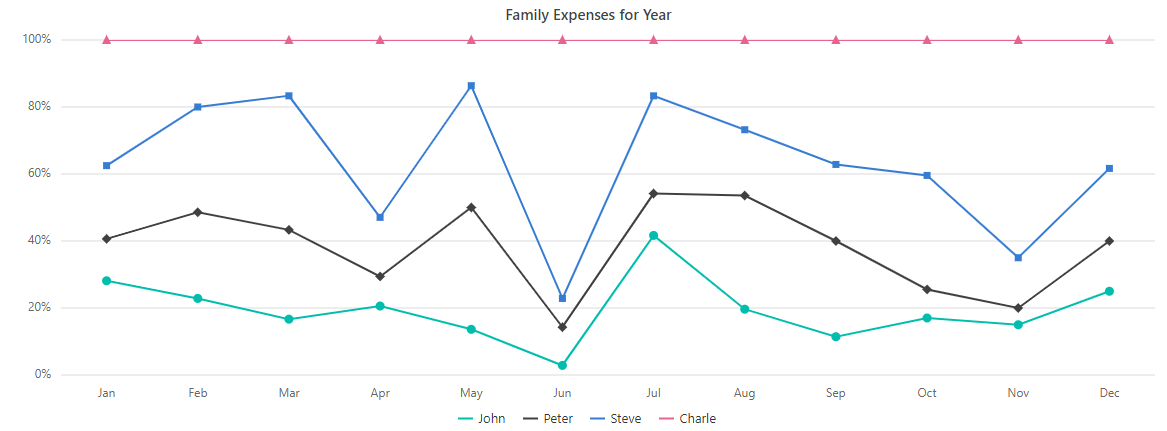 Family Expenses for Year
100%
80%
60%
40%
20%
0%
Jan Feb Mar Apr May Jun Jul Aug Sep Oct Nov Dec
John Peter Steve Charle